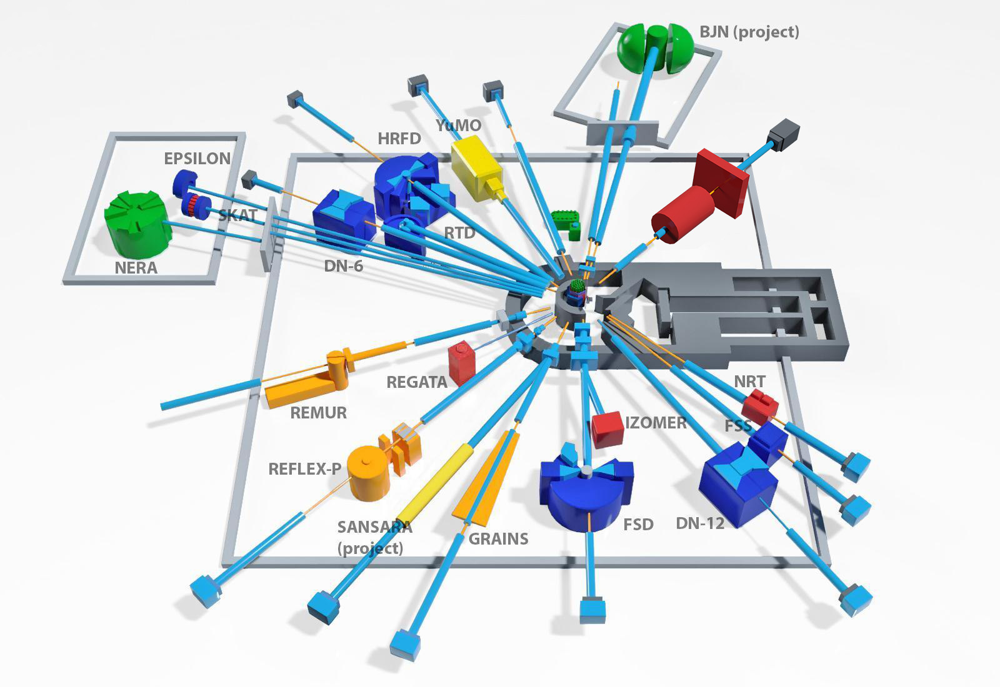 BJN (project)
YuMO
HRFD
EPSILON
SKAT
RTD
NERA
DN-6
REGATA
NRT
REMUR
IZOMER
FSS
REFLEX-P
SANSARA
(project)
GRAINS
FSD
DN-12